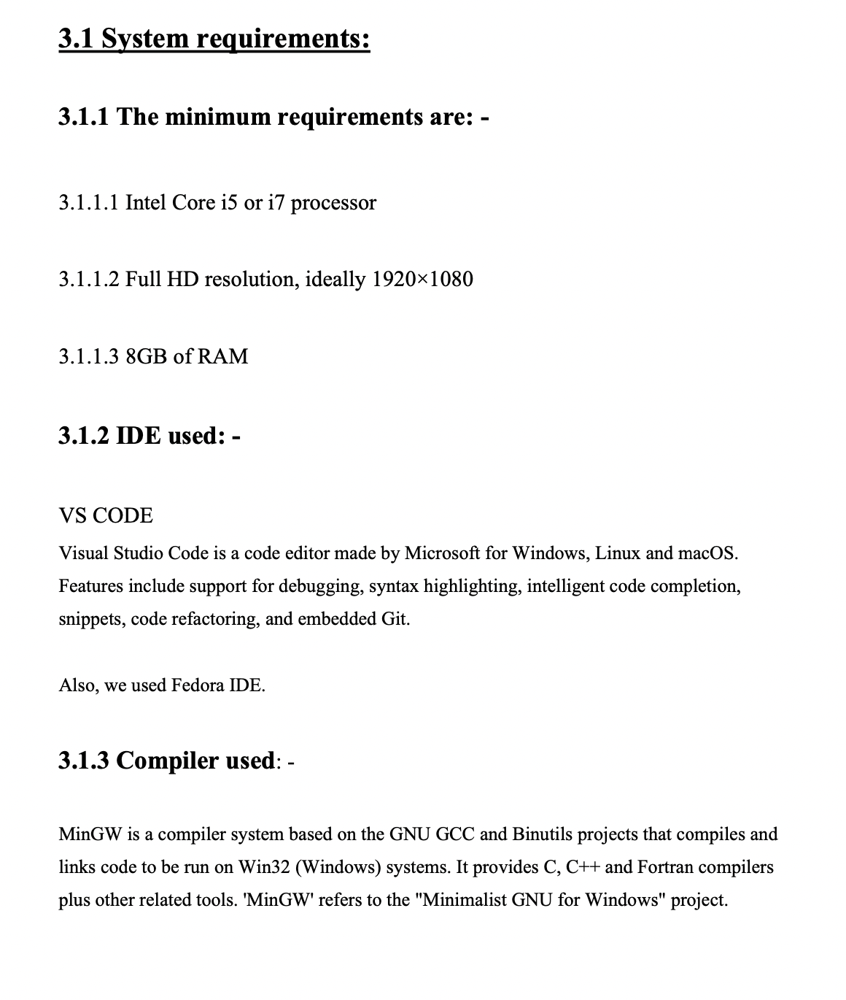 3.1 System requirements:
3.1.1 The minimum requirements are: -
3.1.1.1 Intel Core i5 or i7 processor
3.1.1.2 Full HD resolution, ideally 1920×1080
3.1.1.3 8GB of RAM
3.1.2 IDE used: -
VS CODE
Visual Studio Code is a code editor made by Microsoft for Windows, Linux and macOS.
Features include support for debugging, syntax highlighting, intelligent code completion,
snippets, code refactoring, and embedded Git.
Also, we used Fedora IDE.
3.1.3 Compiler used: -
MinGW is a compiler system based on the GNU GCC and Binutils projects that compiles and
links code to be run on Win32 (Windows) systems. It provides C, C++ and Fortran compilers
plus other related tools. 'MinGW' refers to the "Minimalist GNU for Windows" project.